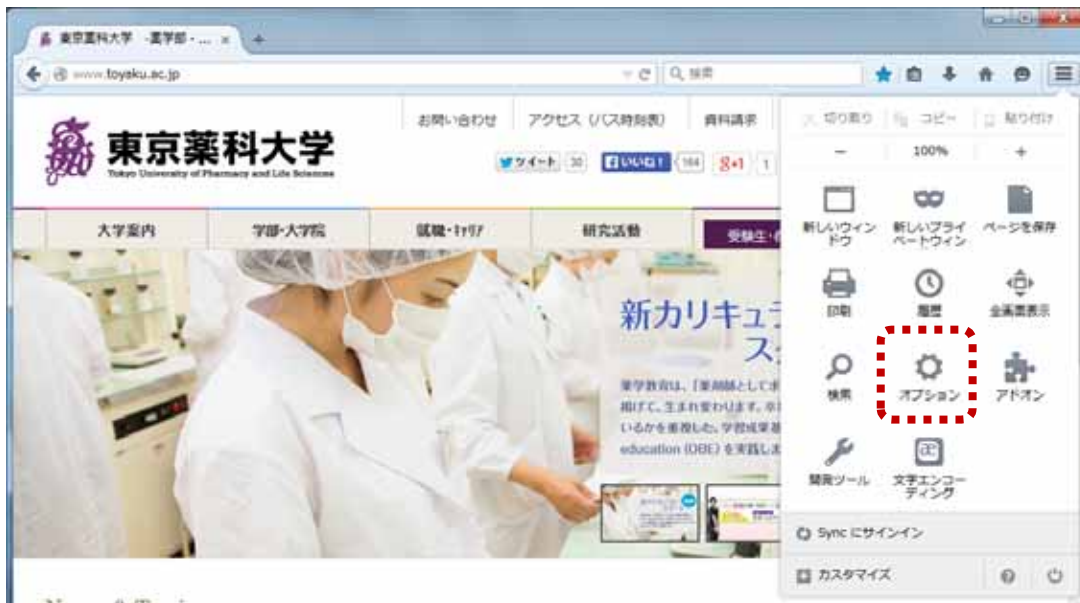 東京薬科大学 -薬学部・...
www.toyaku.ac.jp
検索
お問い合わせ
アクセス (バス時刻表)
資料請求
東京薬科大学
Tokyo University of Pharmacy and Life Sciences
ツイート 30
いいね! 164
g+1 1
大学案内
学部・大学院
就職・キャリア
研究活動
受験生・
新カリキュ
ス
薬学教育は、「薬剤師として
掲げて、生まれ変わります。卒
いるかを重視した、学習成果基
education (OBE) を実践しま
切り取り
コピー
貼り付け
- 100% +
新しいウィン
ドウ
新しいプライ
ベートウィン
ページを保存
印刷
履歴
全画面表示
検索
オプション
アドオン
開発ツール
文字エンコー
ディング
Sync にサインイン
カスタマイズ